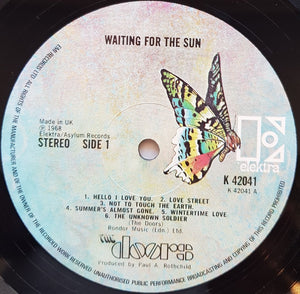 WAITING FOR THE SUN
Made in UK
℗ 1968
Elektra/Asylum Records
STEREO SIDE 1
elektra
K 42041
K 42041 A
1. HELLO I LOVE YOU. 2. LOVE STREET
3. NOT TO TOUCH THE EARTH.
4. SUMMER'S ALMOST GONE. 5. WINTERTIME LOVE
6. THE UNKNOWN SOLDIER
(The Doors)
Rondor Music (Ldn.) Ltd.
THE DOORS
Produced by Paul A. Rothchild
EMI RECORDS LTD. ALL RIGHTS OF THE MANUFACTURER AND OF THE OWNER OF THE RECORDED WORK RESERVED UNAUTHORISED PUBLIC PERFORMANCE BROADCASTING AND COPYING OF THIS RECORD PROHIBITED